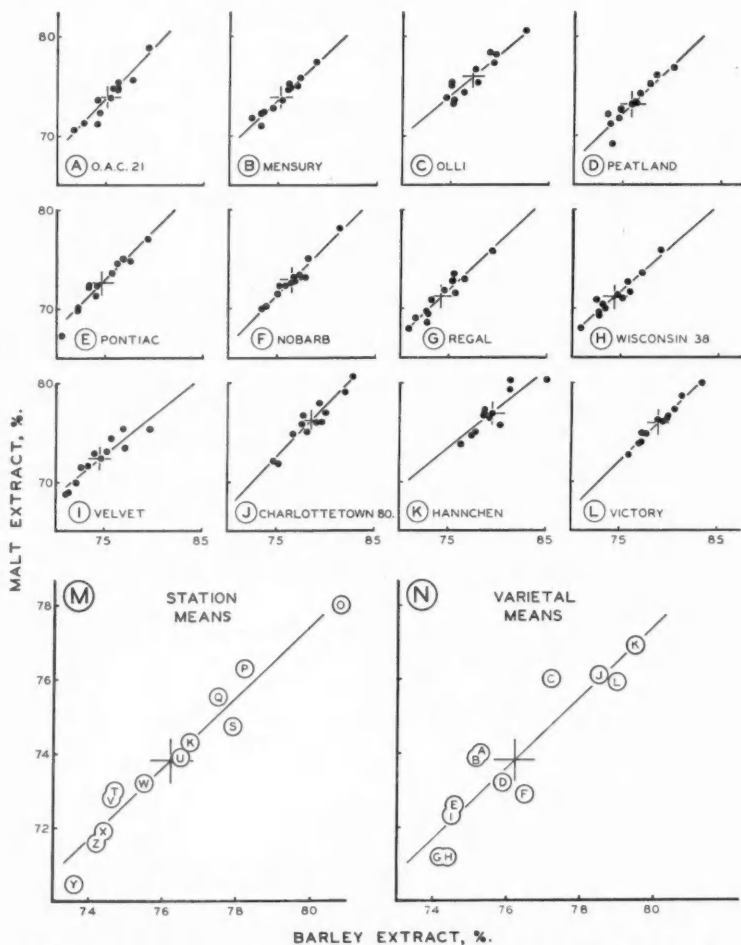 80
70
A O.A.C. 21
B MENSURY
C OLLI
D PEATLAND
80
70
E PONTIAC
F NOBARB
G REGAL
H WISCONSIN 38
80
70
I VELVET
J CHARLOTTETOWN 80.
K HANNCHEN
L VICTORY
75 85 75 85 75 85 75 85
MALT EXTRACT, %.
M STATION MEANS
78
76
74
72
O
P
Q
S
K
U
W
T
V
X
Z
Y
74 76 78 80
N VARIETAL MEANS
K
J
L
C
A
B
D
F
E
I
G H
74 76 78 80
BARLEY EXTRACT, %.